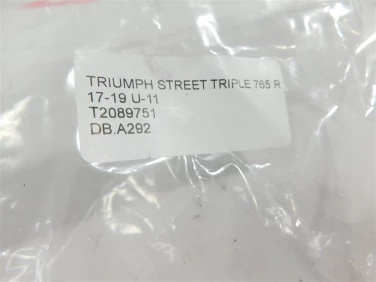 TRIUMPH STREET TRIPLE 765 R
17-19 U-11
T2089751
DB.A292